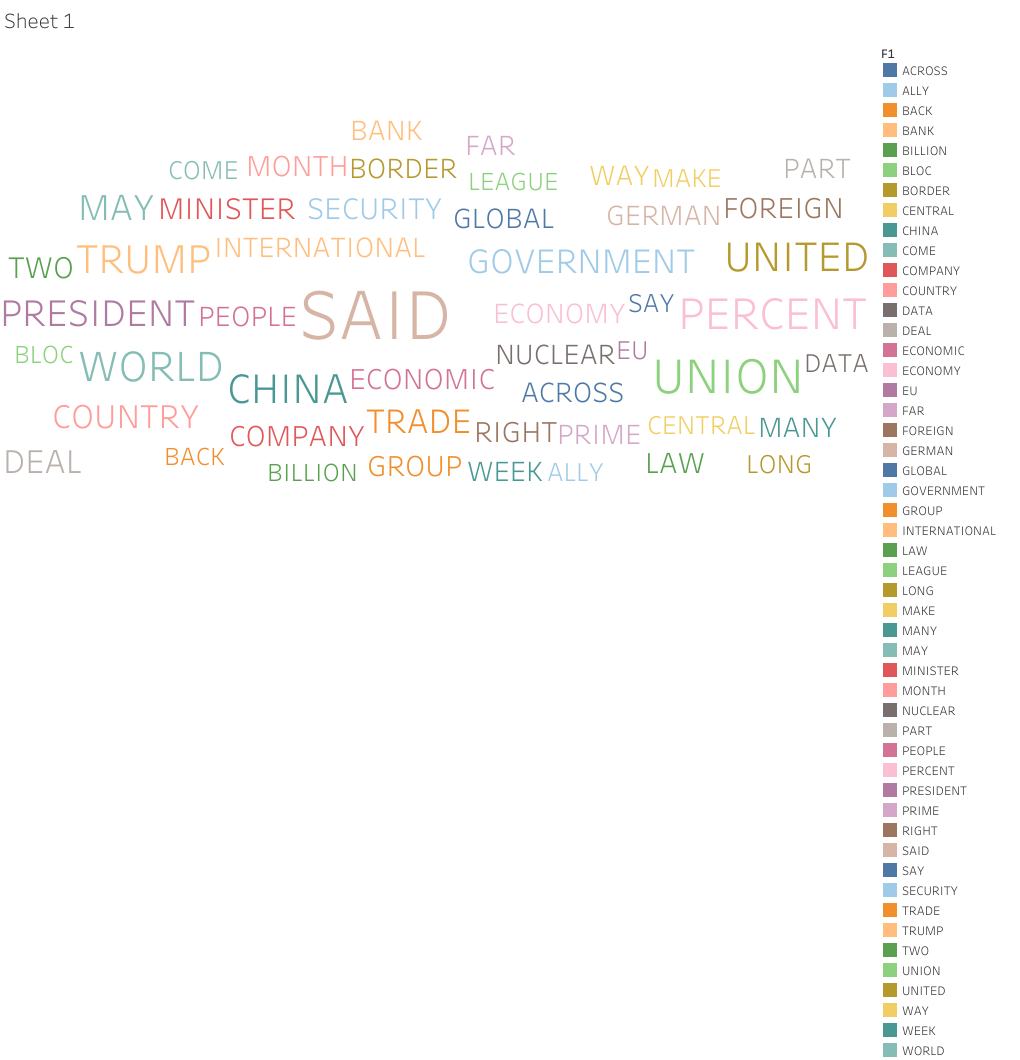 Sheet 1
BANK
FAR
COME MONTH BORDER
LEAGUE WAY MAKE PART
MAY MINISTER SECURITY GLOBAL GERMAN FOREIGN
TWO TRUMP INTERNATIONAL GOVERNMENT UNITED
PRESIDENT PEOPLE SAID ECONOMY SAY PERCENT
BLOC WORLD NUCLEAR EU UNION DATA
CHINA ECONOMIC ACROSS
COUNTRY COMPANY TRADE RIGHT PRIME CENTRAL MANY
DEAL BACK BILLION GROUP WEEK ALLY LAW LONG
F1
ACROSS
ALLY
BACK
BANK
BILLION
BLOC
BORDER
CENTRAL
CHINA
COME
COMPANY
COUNTRY
DATA
DEAL
ECONOMIC
ECONOMY
EU
FAR
FOREIGN
GERMAN
GLOBAL
GOVERNMENT
GROUP
INTERNATIONAL
LAW
LEAGUE
LONG
MAKE
MANY
MAY
MINISTER
MONTH
NUCLEAR
PART
PEOPLE
PERCENT
PRESIDENT
PRIME
RIGHT
SAID
SAY
SECURITY
TRADE
TRUMP
TWO
UNION
UNITED
WAY
WEEK
WORLD